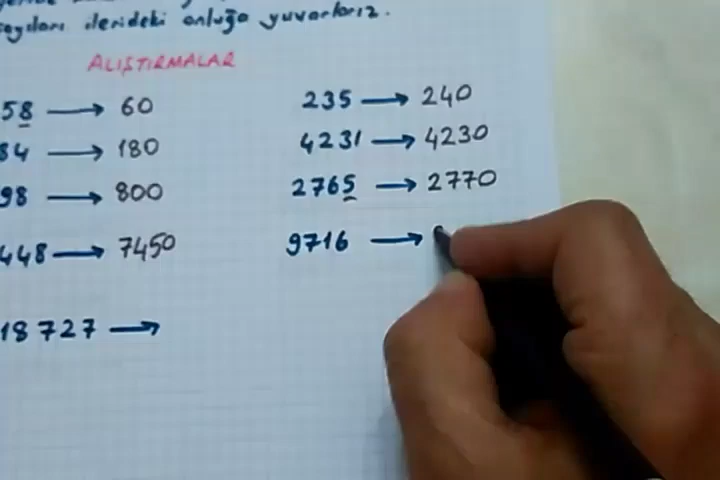 sayıları ilerideki onluğa yuvarlarız.
ALIŞTIRMALAR
58 → 60 235 → 240
84 → 180 4231 → 4230
98 → 800 2765 → 2770
448 → 7450 9716 →
18727 →